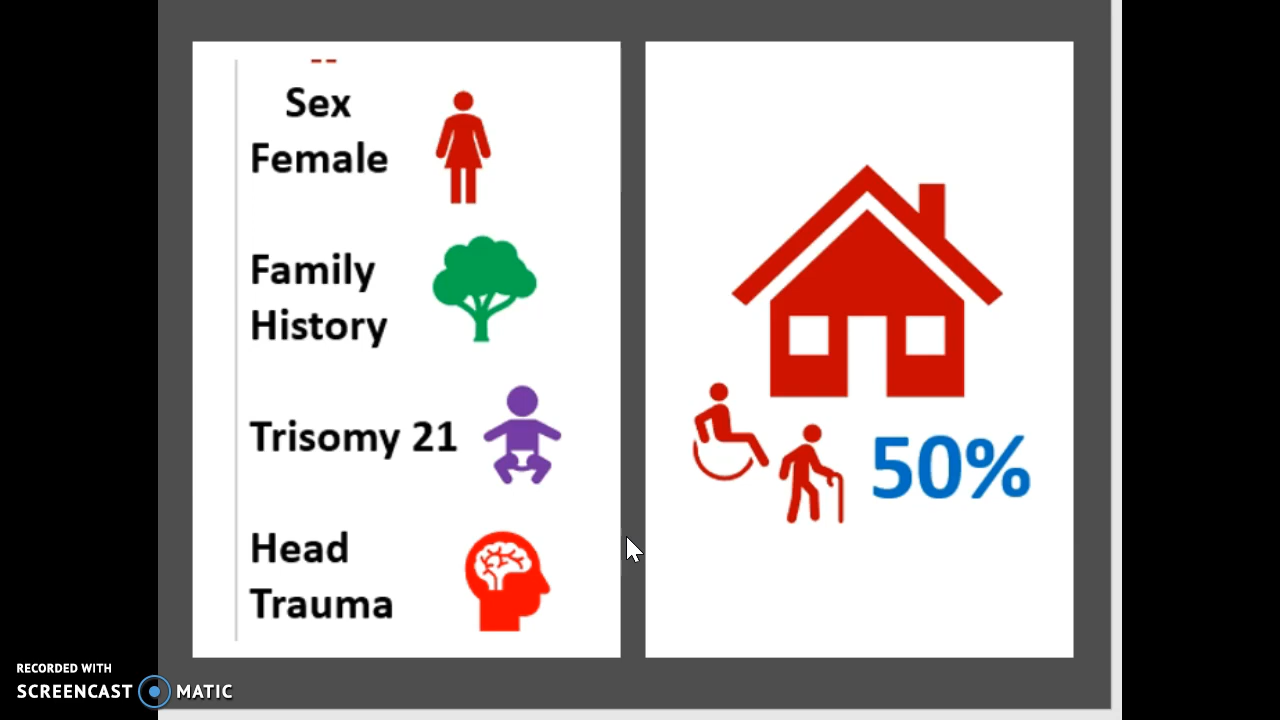 Sex
Female
Family
History
Trisomy 21
Head
Trauma
50%
RECORDED WITH
SCREENCAST MATIC